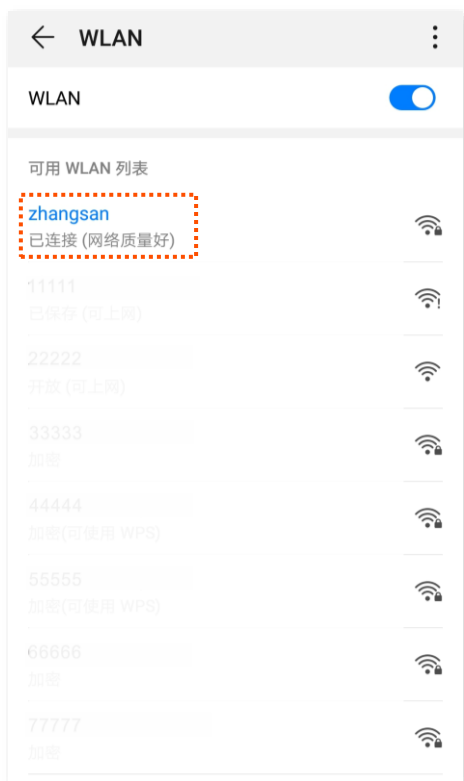 WLAN
WLAN
可用 WLAN 列表
zhangsan
已连接 (网络质量好)
11111
已保存 (可上网)
22222
开放 (可上网)
33333
加密
44444
加密(可使用 WPS)
55555
加密(可使用 WPS)
66666
加密
77777
加密